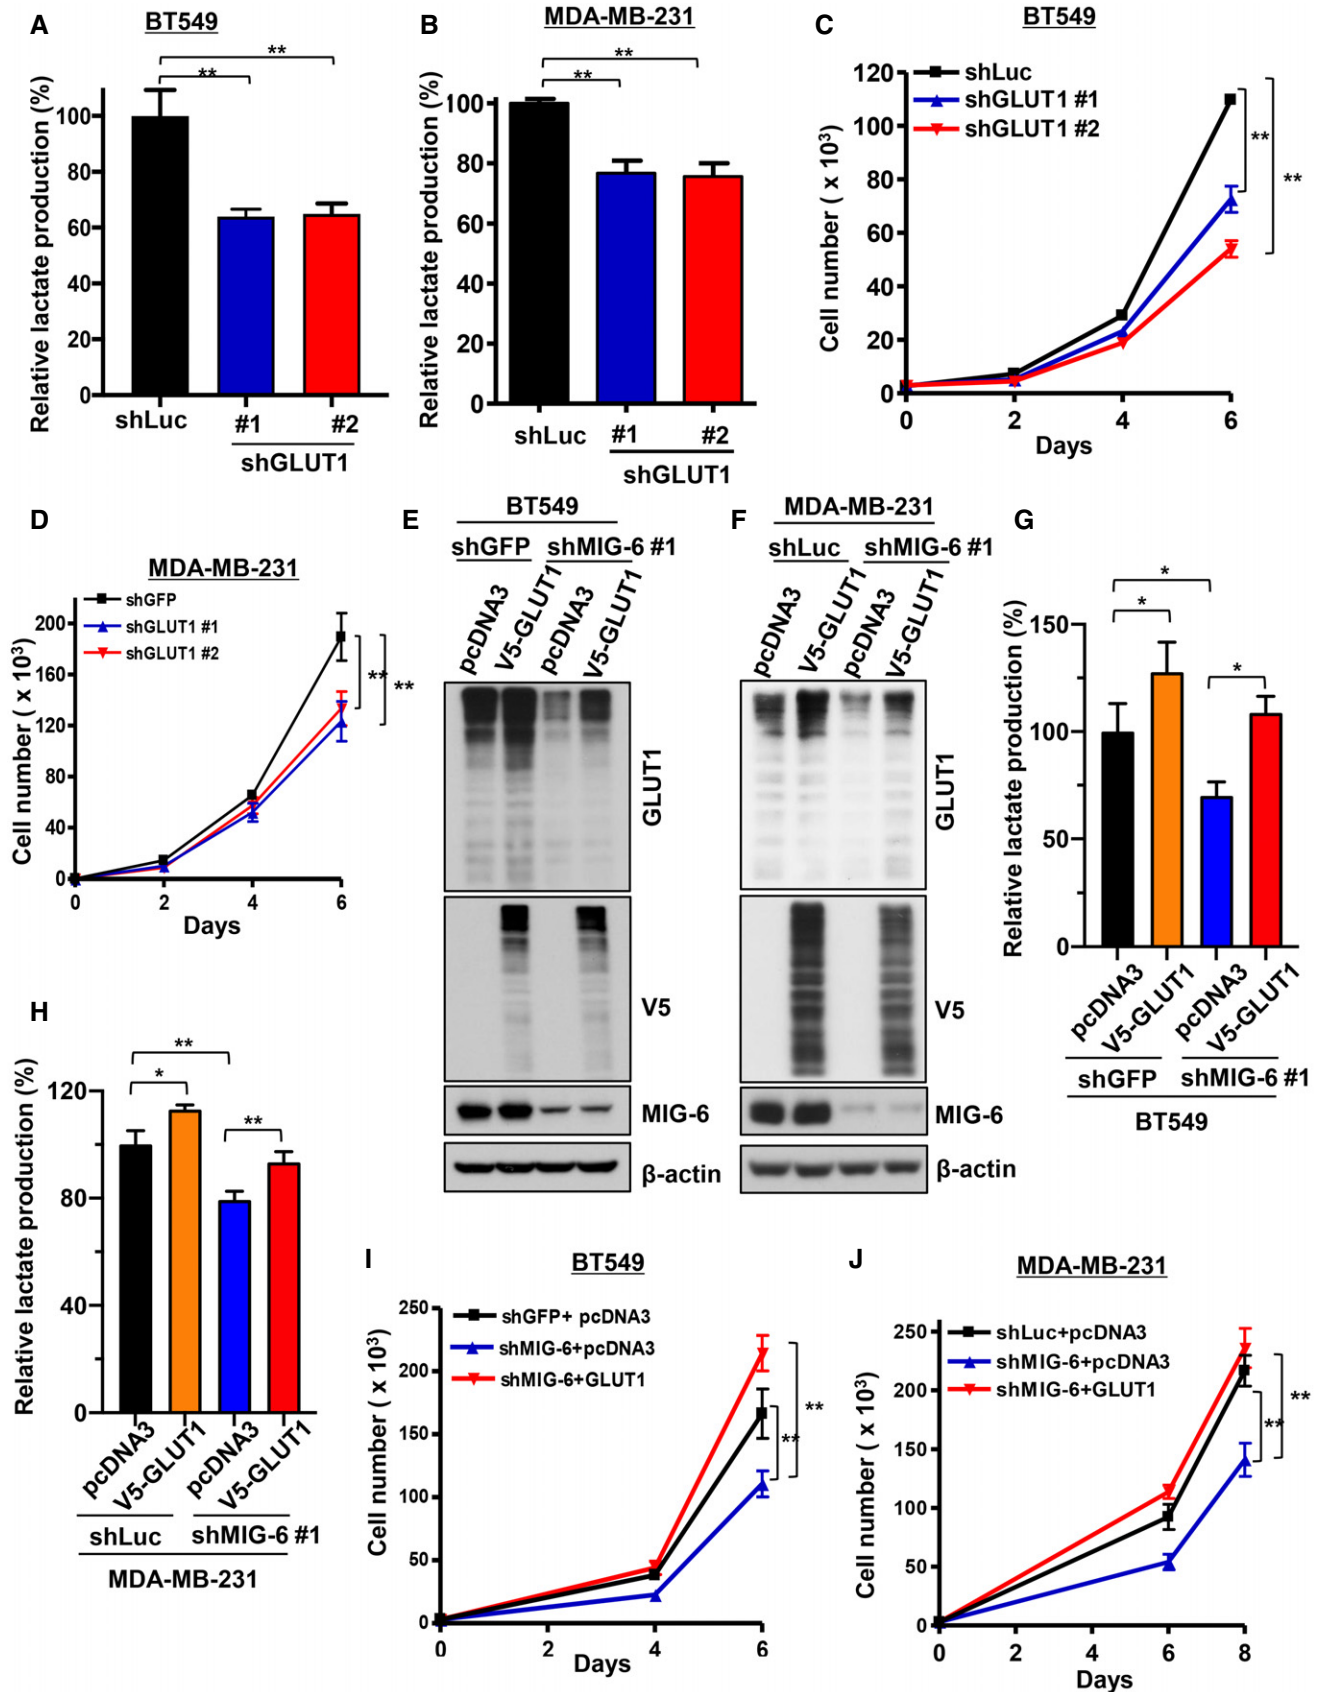 A
BT549
**
**
Relative lactate production (%)
100
80
60
40
20
0
shLuc
#1
#2
shGLUT1
B
MDA-MB-231
**
**
Relative lactate production (%)
100
80
60
40
20
0
shLuc
#1
#2
shGLUT1
C
BT549
shLuc
shGLUT1 #1
shGLUT1 #2
Cell number ( x 10³)
120
100
80
60
40
20
0
0 2 4 6
Days
**
**
D
MDA-MB-231
shGFP
shGLUT1 #1
shGLUT1 #2
Cell number ( x 10³)
200
160
120
80
40
0
0 2 4 6
Days
**
**
E
BT549
shGFP shMIG-6 #1
pcDNA3
V5-GLUT1
pcDNA3
V5-GLUT1
GLUT1
V5
MIG-6
β-actin
F
MDA-MB-231
shLuc shMIG-6 #1
pcDNA3
V5-GLUT1
pcDNA3
V5-GLUT1
GLUT1
V5
MIG-6
β-actin
G
*
*
*
Relative lactate production (%)
150
100
50
0
pcDNA3
V5-GLUT1
pcDNA3
V5-GLUT1
shGFP shMIG-6 #1
BT549
H
**
*
**
Relative lactate production (%)
120
80
40
0
pcDNA3
V5-GLUT1
pcDNA3
V5-GLUT1
shLuc shMIG-6 #1
MDA-MB-231
I
BT549
shGFP+ pcDNA3
shMIG-6+pcDNA3
shMIG-6+GLUT1
Cell number ( x 10³)
250
200
150
100
50
0
0 2 4 6
Days
**
**
J
MDA-MB-231
shLuc+pcDNA3
shMIG-6+pcDNA3
shMIG-6+GLUT1
Cell number ( x 10³)
250
200
150
100
50
0
0 2 4 6 8
Days
**
**